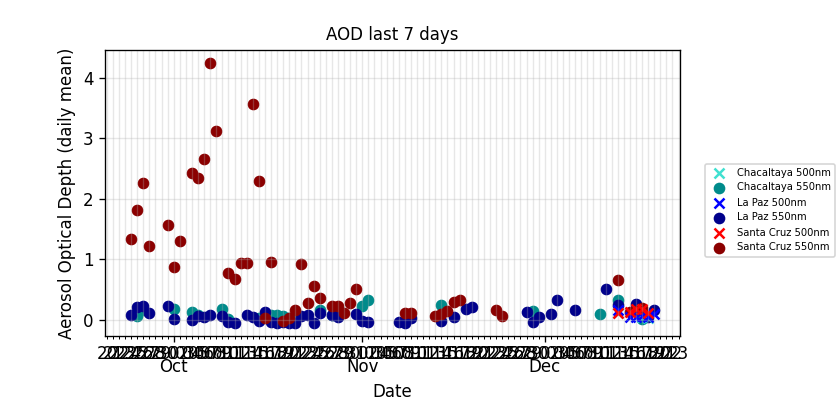 AOD last 7 days
Aerosol Optical Depth (daily mean)
4
3
2
1
0
Oct
Nov
Dec
Date
Chacaltaya 500nm
Chacaltaya 550nm
La Paz 500nm
La Paz 550nm
Santa Cruz 500nm
Santa Cruz 550nm